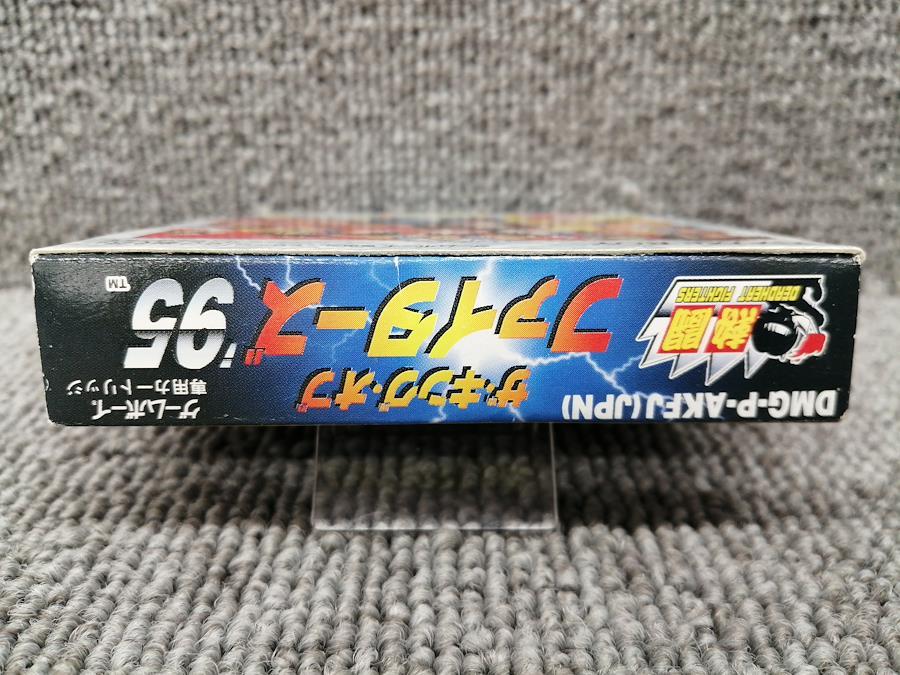 DMG-P-AKFJ(JPN)
熱闘
DEADHEAT FIGHTERS
ザ・キング・オブ
ファイターズ '95
TM
ゲームボーイ®
専用カートリッジ